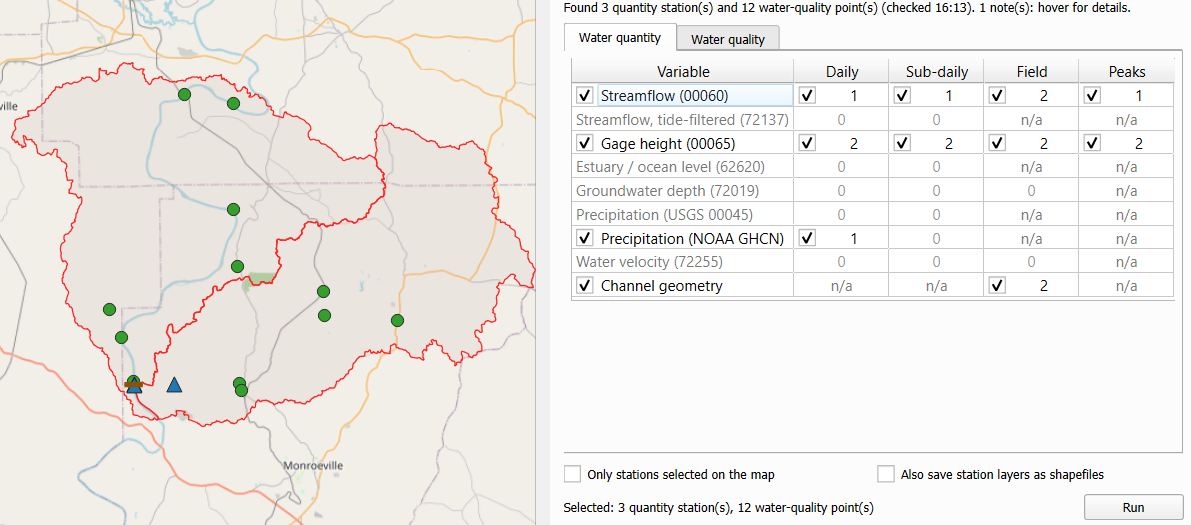 Found 3 quantity station(s) and 12 water-quality point(s) (checked 16:13). 1 note(s): hover for details.
Water quantity Water quality
Variable Daily Sub-daily Field Peaks
Streamflow (00060) 1 1 2 1
Streamflow, tide-filtered (72137) 0 0 n/a n/a
Gage height (00065) 2 2 2 2
Estuary / ocean level (62620) 0 0 n/a n/a
Groundwater depth (72019) 0 0 0 n/a
Precipitation (USGS 00045) 0 0 n/a n/a
Precipitation (NOAA GHCN) 1 0 n/a n/a
Water velocity (72255) 0 0 0 n/a
Channel geometry n/a n/a 2 n/a
Only stations selected on the map Also save station layers as shapefiles
Selected: 3 quantity station(s), 12 water-quality point(s) Run
ville
Monroeville